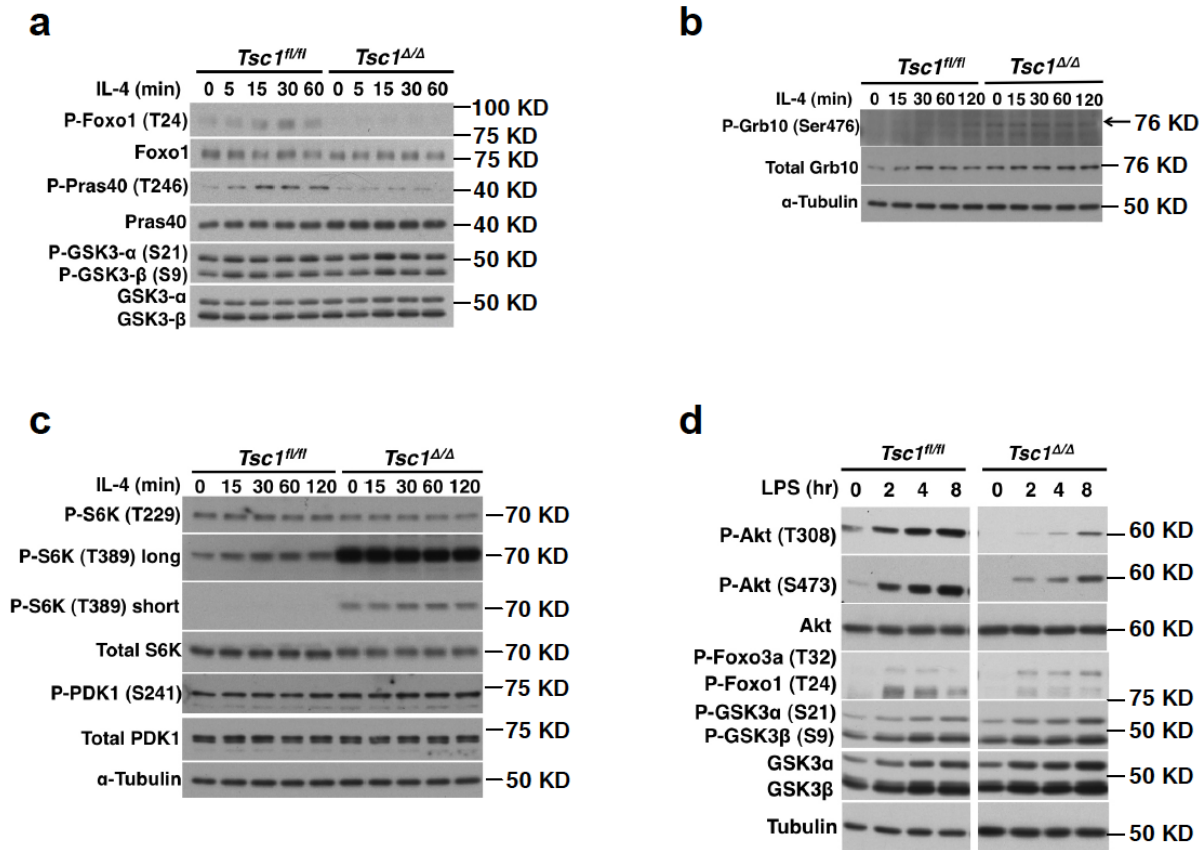 a
Tsc1fl/fl Tsc1Δ/Δ
IL-4 (min) 0 5 15 30 60 0 5 15 30 60
P-Foxo1 (T24) 100 KD
75 KD
Foxo1 75 KD
P-Pras40 (T246) 40 KD
Pras40 40 KD
P-GSK3-α (S21) 50 KD
P-GSK3-β (S9)
GSK3-α 50 KD
GSK3-β
b
Tsc1fl/fl Tsc1Δ/Δ
IL-4 (min) 0 15 30 60 120 0 15 30 60 120
P-Grb10 (Ser476) 76 KD
Total Grb10 76 KD
α-Tubulin 50 KD
c
Tsc1fl/fl Tsc1Δ/Δ
IL-4 (min) 0 15 30 60 120 0 15 30 60 120
P-S6K (T229) 70 KD
P-S6K (T389) long 70 KD
P-S6K (T389) short 70 KD
Total S6K 70 KD
P-PDK1 (S241) 75 KD
Total PDK1 75 KD
α-Tubulin 50 KD
d
Tsc1fl/fl Tsc1Δ/Δ
LPS (hr) 0 2 4 8 0 2 4 8
P-Akt (T308) 60 KD
P-Akt (S473) 60 KD
Akt 60 KD
P-Foxo3a (T32)
P-Foxo1 (T24) 75 KD
P-GSK3α (S21)
P-GSK3β (S9) 50 KD
GSK3α 50 KD
GSK3β
Tubulin 50 KD